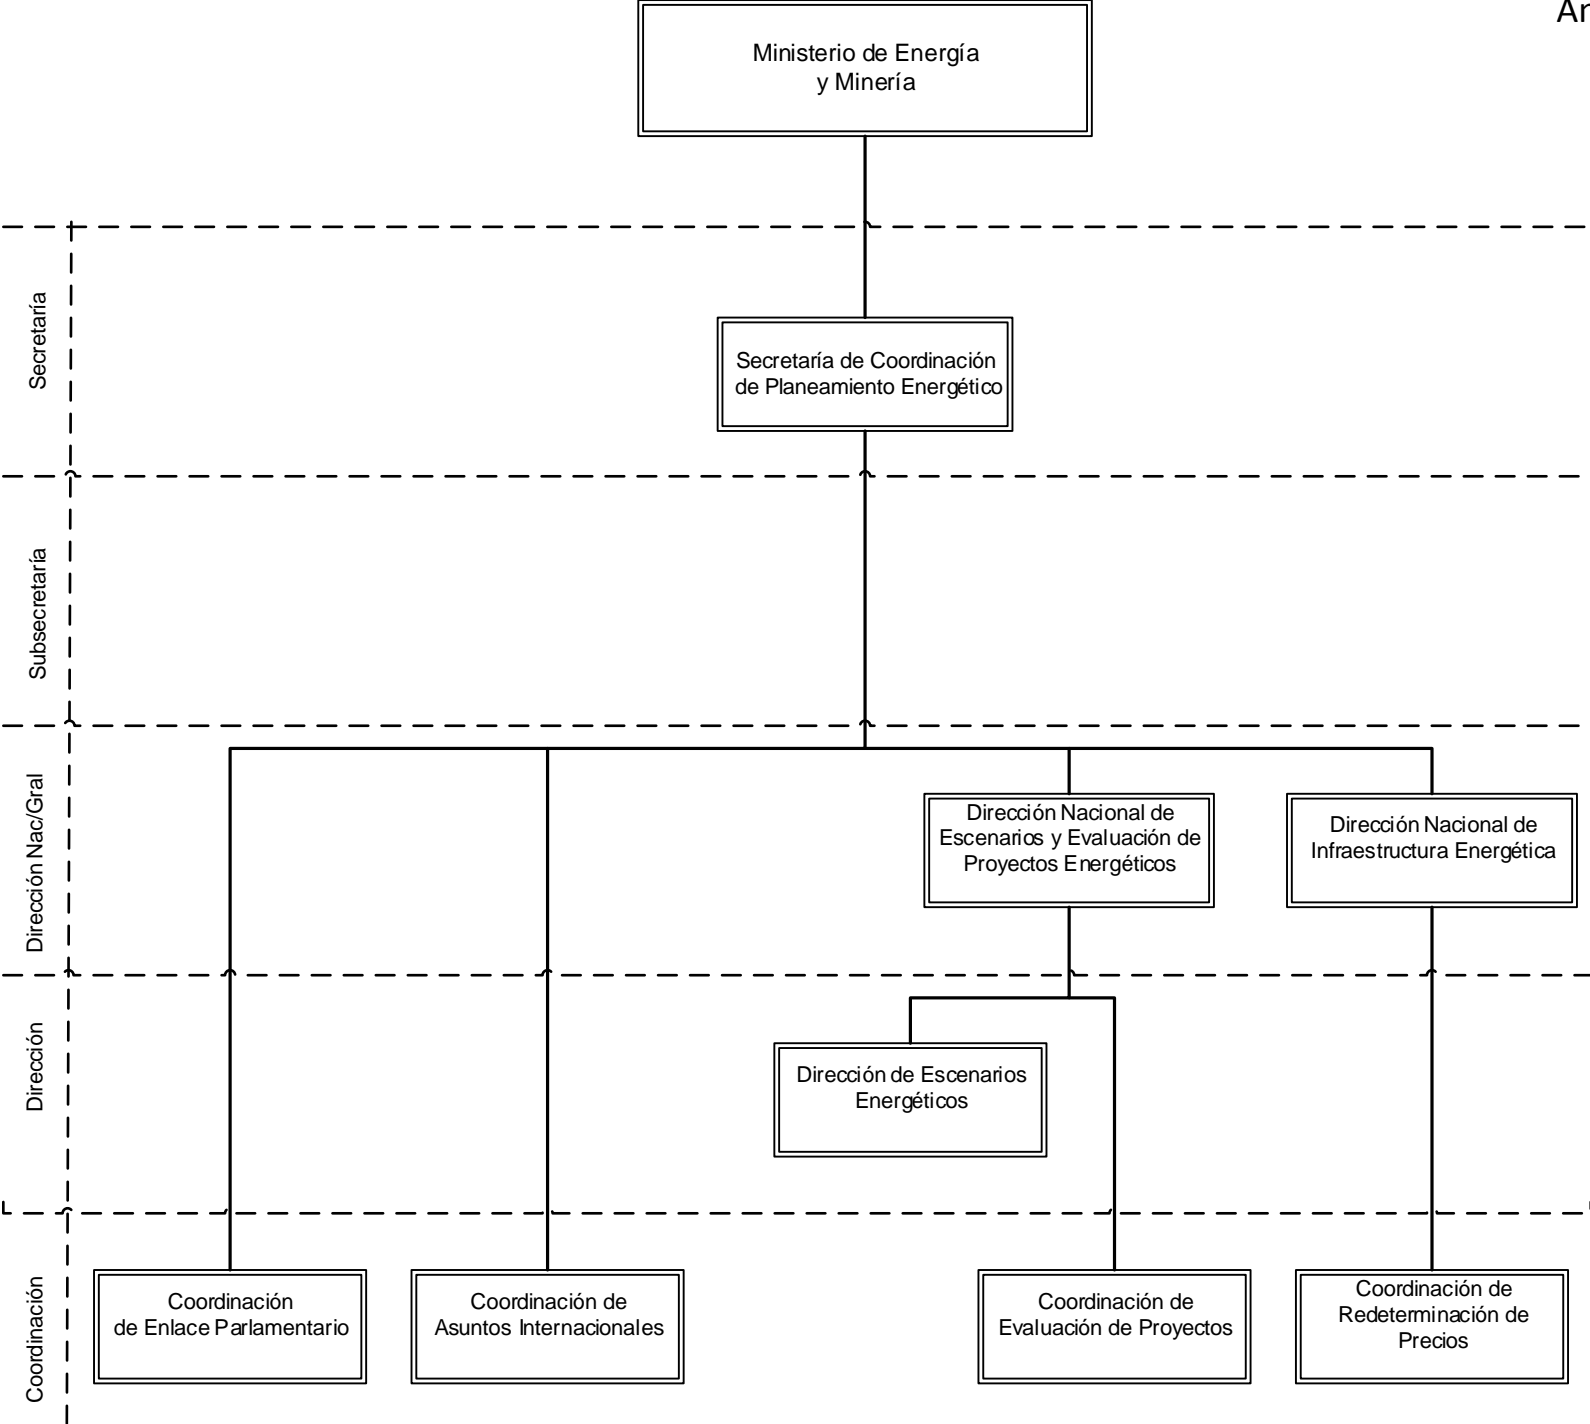 An
Ministerio de Energía
y Minería
Secretaría
Secretaría de Coordinación
de Planeamiento Energético
Subsecretaría
Dirección Nac/Gral
Dirección Nacional de
Escenarios y Evaluación de
Proyectos Energéticos
Dirección Nacional de
Infraestructura Energética
Dirección
Dirección de Escenarios
Energéticos
Coordinación
Coordinación
de Enlace Parlamentario
Coordinación de
Asuntos Internacionales
Coordinación de
Evaluación de Proyectos
Coordinación de
Redeterminación de
Precios